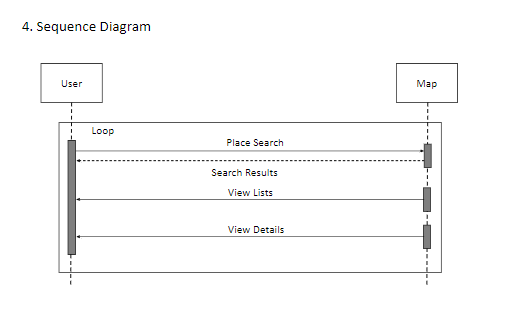 4. Sequence Diagram
User
Map
Loop
Place Search
Search Results
View Lists
View Details